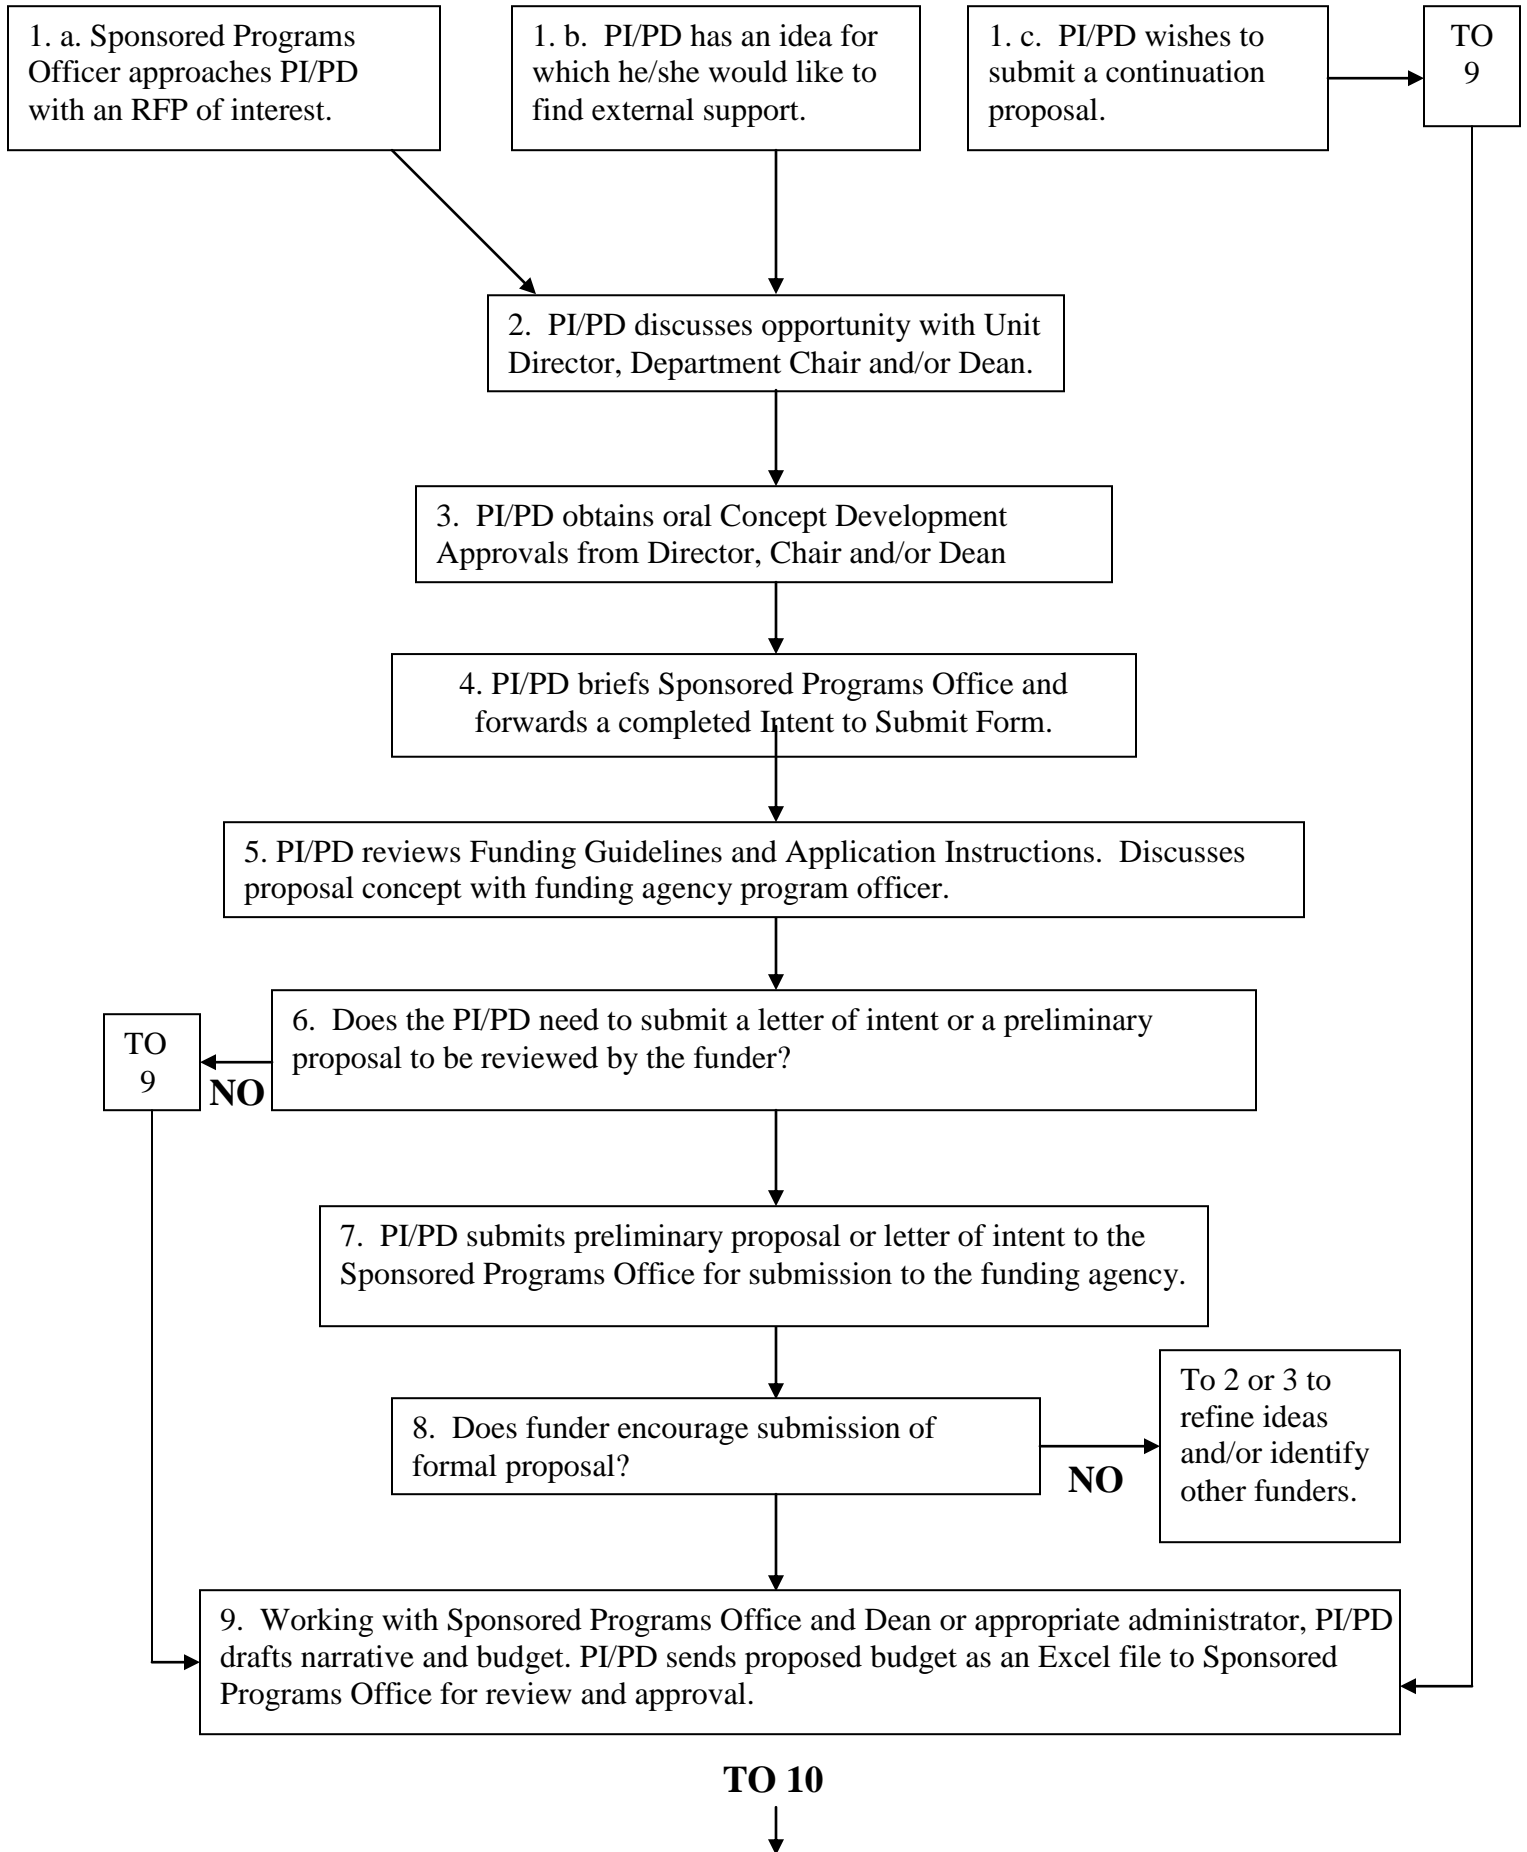 1. a. Sponsored Programs
Officer approaches PI/PD
with an RFP of interest.
1. b.  PI/PD has an idea for
which he/she would like to
find external support.
1. c.  PI/PD wishes to
submit a continuation
proposal.
TO
9
2.  PI/PD discusses opportunity with Unit
Director, Department Chair and/or Dean.
3.  PI/PD obtains oral Concept Development
Approvals from Director, Chair and/or Dean
4. PI/PD briefs Sponsored Programs Office and
forwards a completed Intent to Submit Form.
5. PI/PD reviews Funding Guidelines and Application Instructions.  Discusses
proposal concept with funding agency program officer.
6.  Does the PI/PD need to submit a letter of intent or a preliminary
proposal to be reviewed by the funder?
TO
9
NO
7.  PI/PD submits preliminary proposal or letter of intent to the
Sponsored Programs Office for submission to the funding agency.
8.  Does funder encourage submission of
formal proposal?
NO
To 2 or 3 to
refine ideas
and/or identify
other funders.
9.  Working with Sponsored Programs Office and Dean or appropriate administrator, PI/PD
drafts narrative and budget. PI/PD sends proposed budget as an Excel file to Sponsored
Programs Office for review and approval.
TO 10